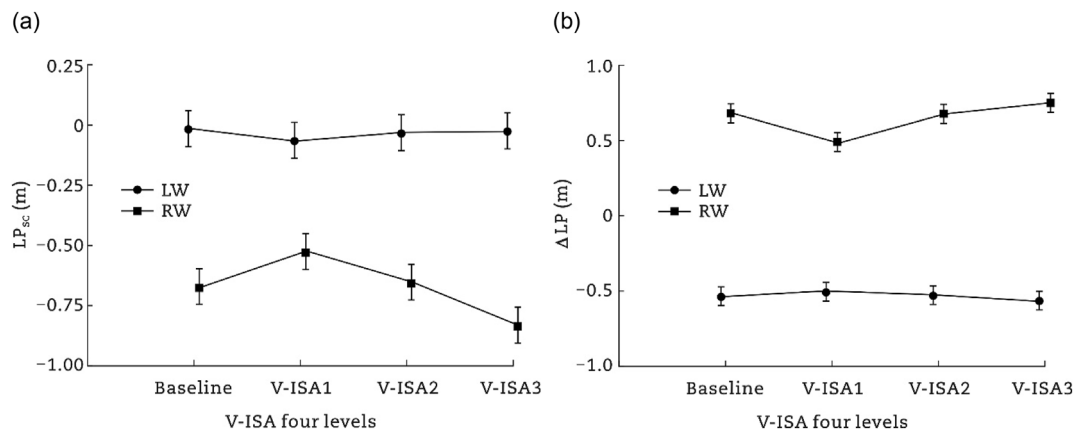 (a)
0.25
0
−0.25
−0.50
−0.75
−1.00
LPsc (m)
LW
RW
Baseline V-ISA1 V-ISA2 V-ISA3
V-ISA four levels
(b)
1.0
0.5
0
−0.5
−1.0
Δ LP (m)
LW
RW
Baseline V-ISA1 V-ISA2 V-ISA3
V-ISA four levels